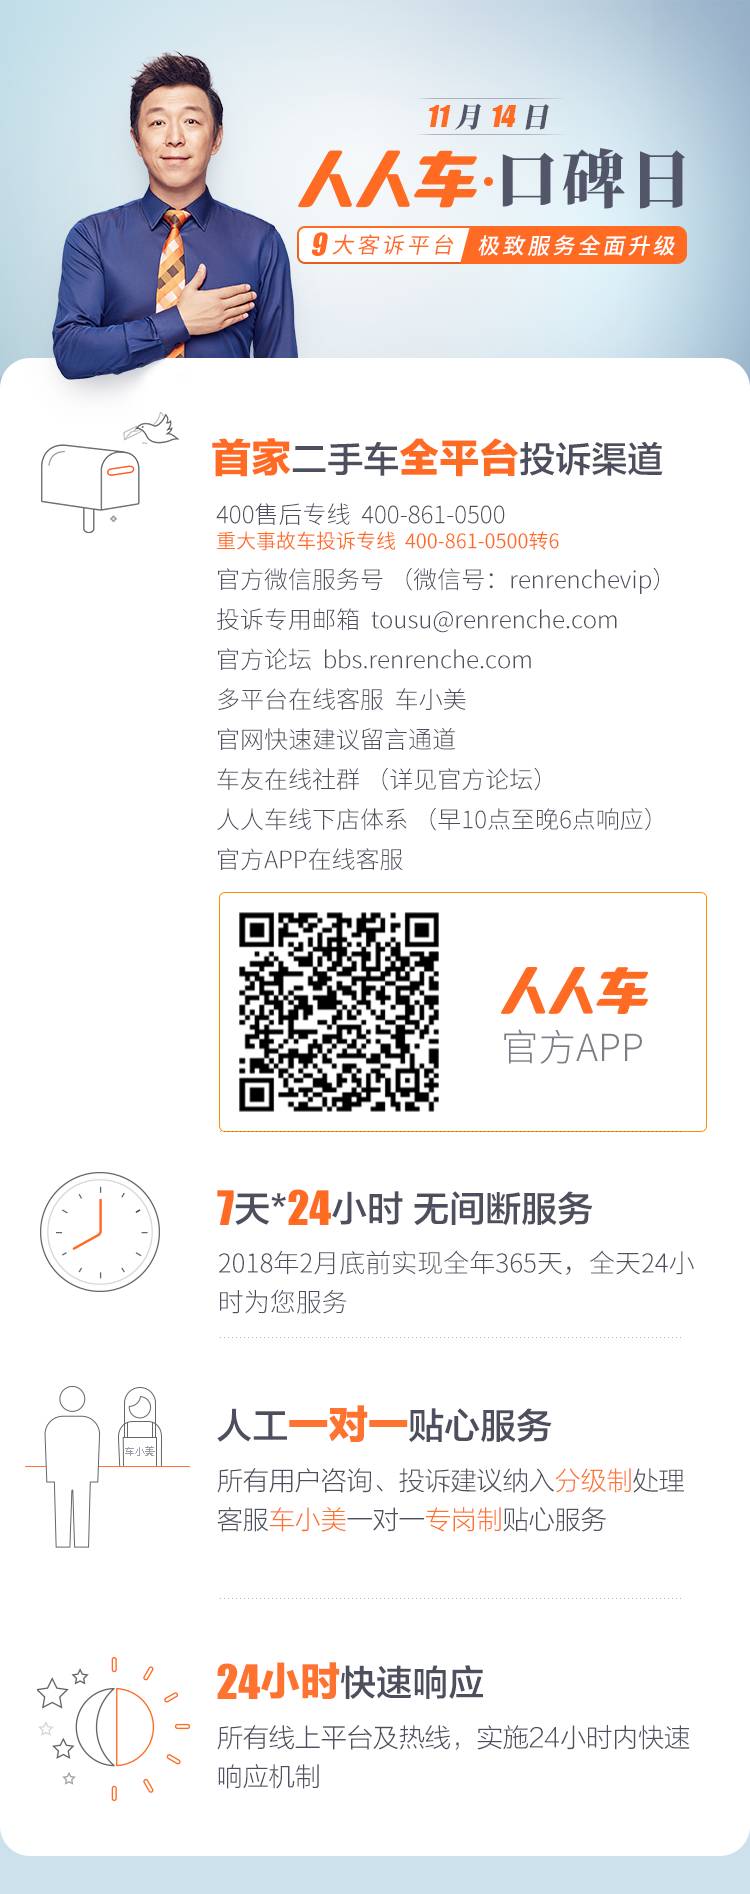 11月14日
人人车·口碑日
9大客诉平台 极致服务全面升级
首家二手车全平台投诉渠道
400售后专线 400-861-0500
重大事故车投诉专线 400-861-0500转6
官方微信服务号（微信号：renrenchevip）
投诉专用邮箱 tousu@renrenche.com
官方论坛 bbs.renrenche.com
多平台在线客服 车小美
官网快速建议留言通道
车友在线社群（详见官方论坛）
人人车线下店体系（早10点至晚6点响应）
官方APP在线客服
人人车
官方APP
7天*24小时 无间断服务
2018年2月底前实现全年365天，全天24小
时为您服务
人工一对一贴心服务
车小美
所有用户咨询、投诉建议纳入分级制处理
客服车小美一对一专岗制贴心服务
24小时快速响应
所有线上平台及热线，实施24小时内快速
响应机制